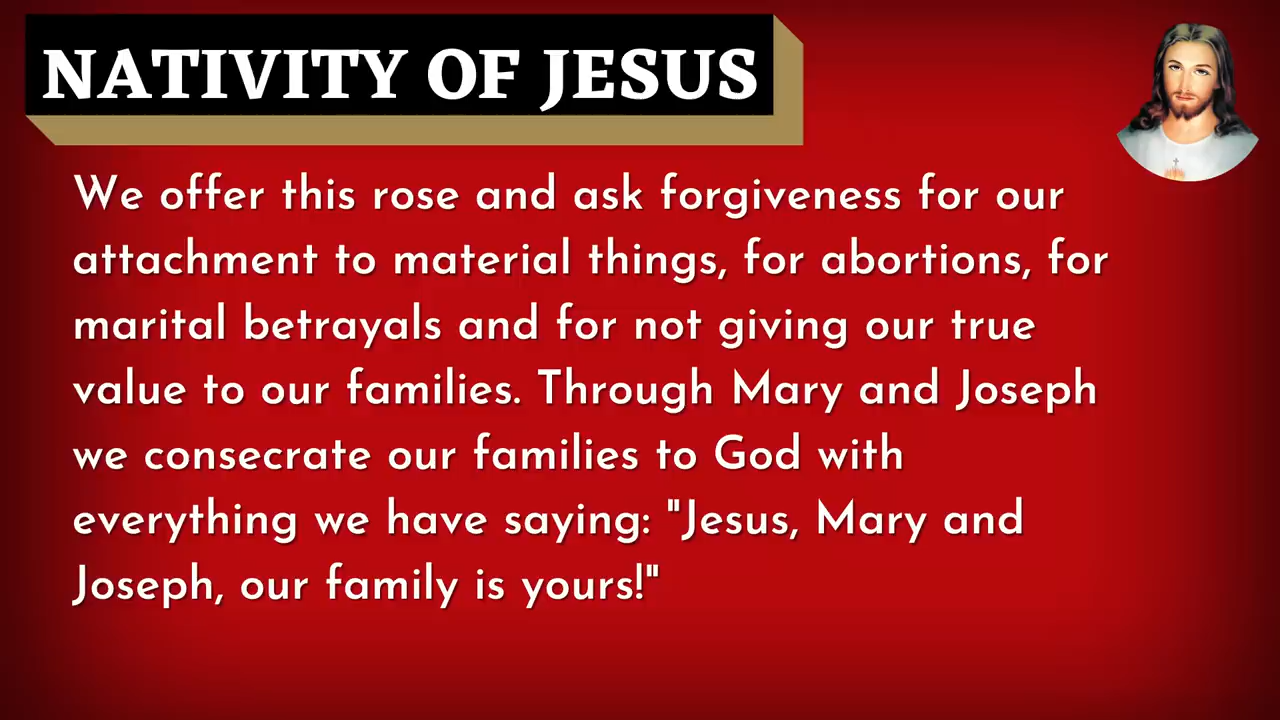 NATIVITY OF JESUS
We offer this rose and ask forgiveness for our
attachment to material things, for abortions, for
marital betrayals and for not giving our true
value to our families. Through Mary and Joseph
we consecrate our families to God with
everything we have saying: "Jesus, Mary and
Joseph, our family is yours!"